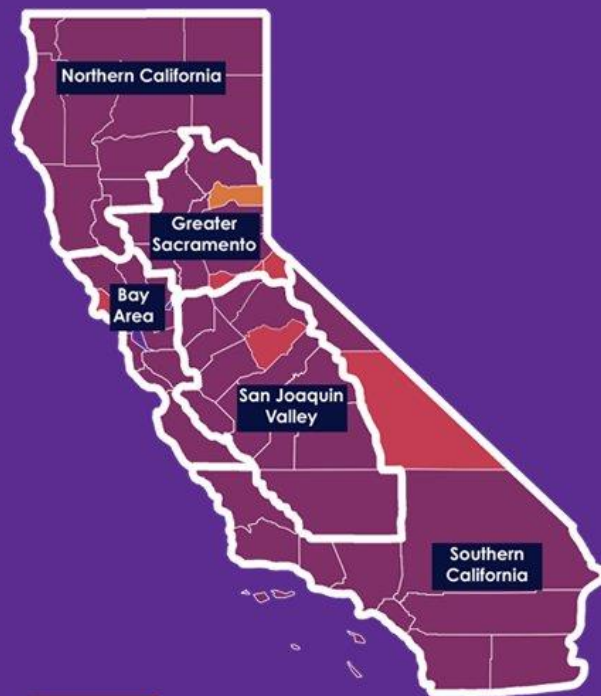 Northern California
Greater
Sacramento
Bay
Area
San Joaquin
Valley
Southern
California